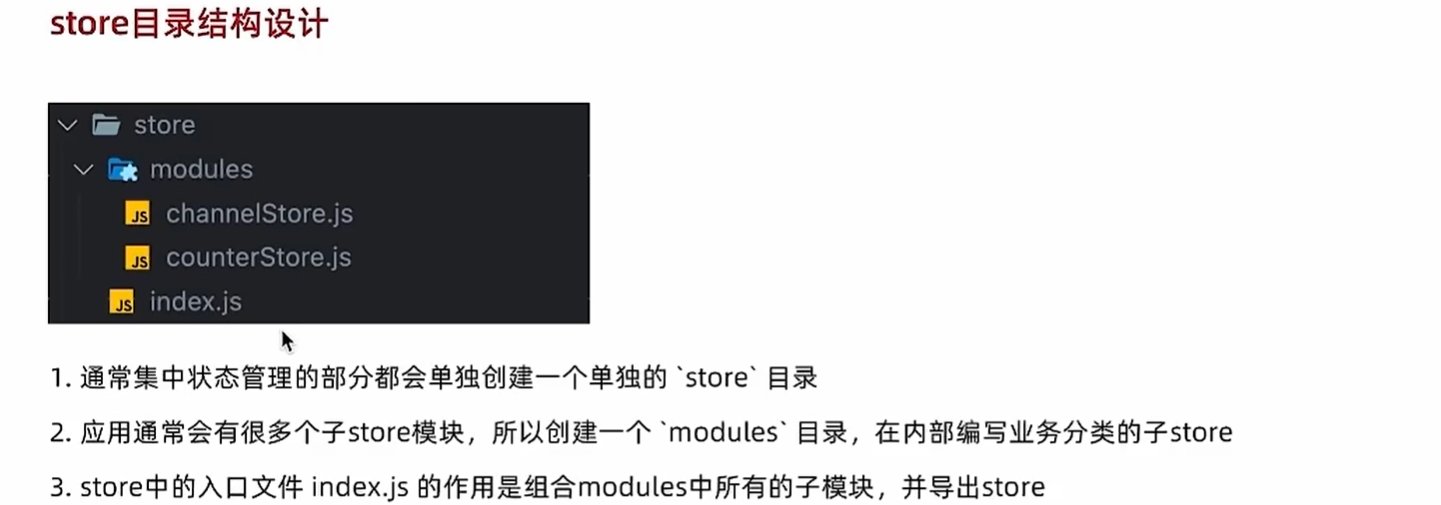 store目录结构设计
store
modules
JS channelStore.js
JS counterStore.js
JS index.js
1. 通常集中状态管理的部分都会单独创建一个单独的 `store` 目录
2. 应用通常会有很多个子store模块，所以创建一个 `modules` 目录，在内部编写业务分类的子store
3. store中的入口文件 index.js 的作用是组合modules中所有的子模块，并导出store